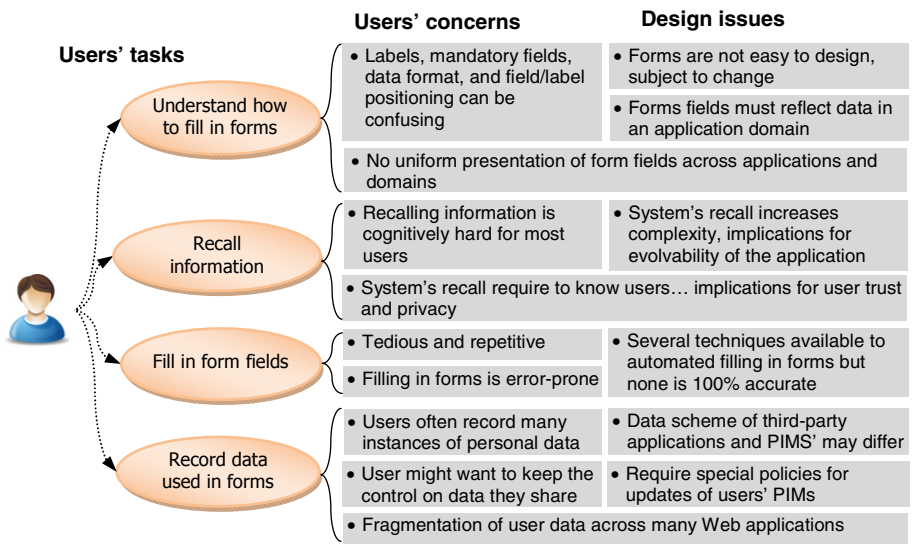 Users' concerns
Design issues
Users' tasks
Understand how
to fill in forms
• Labels, mandatory fields,
data format, and field/label
positioning can be
confusing
• Forms are not easy to design,
subject to change
• Forms fields must reflect data in
an application domain
• No uniform presentation of form fields across applications and
domains
Recall
information
• Recalling information is
cognitively hard for most
users
• System's recall increases
complexity, implications for
evolvability of the application
• System's recall require to know users... implications for user trust
and privacy
Fill in form fields
• Tedious and repetitive
• Filling in forms is error-prone
• Several techniques available to
automated filling in forms but
none is 100% accurate
Record data
used in forms
• Users often record many
instances of personal data
• Data scheme of third-party
applications and PIMS' may differ
• User might want to keep the
control on data they share
• Require special policies for
updates of users' PIMs
• Fragmentation of user data across many Web applications